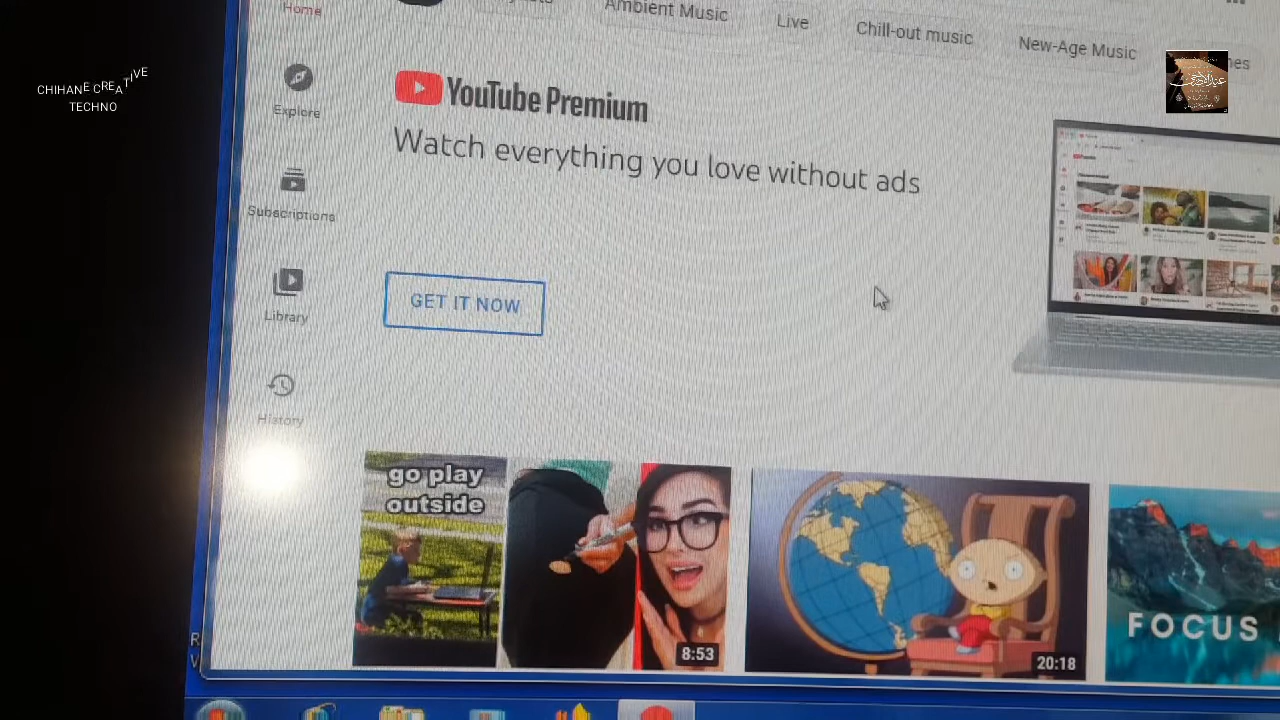 Home
Ambient Music
Live
Chill-out music
New-Age Music
CHIHANE CREATIVE
TECHNO
Explore
YouTube Premium
Watch everything you love without ads
Subscriptions
GET IT NOW
Library
History
go play
outside
8:53
20:18
FOCUS